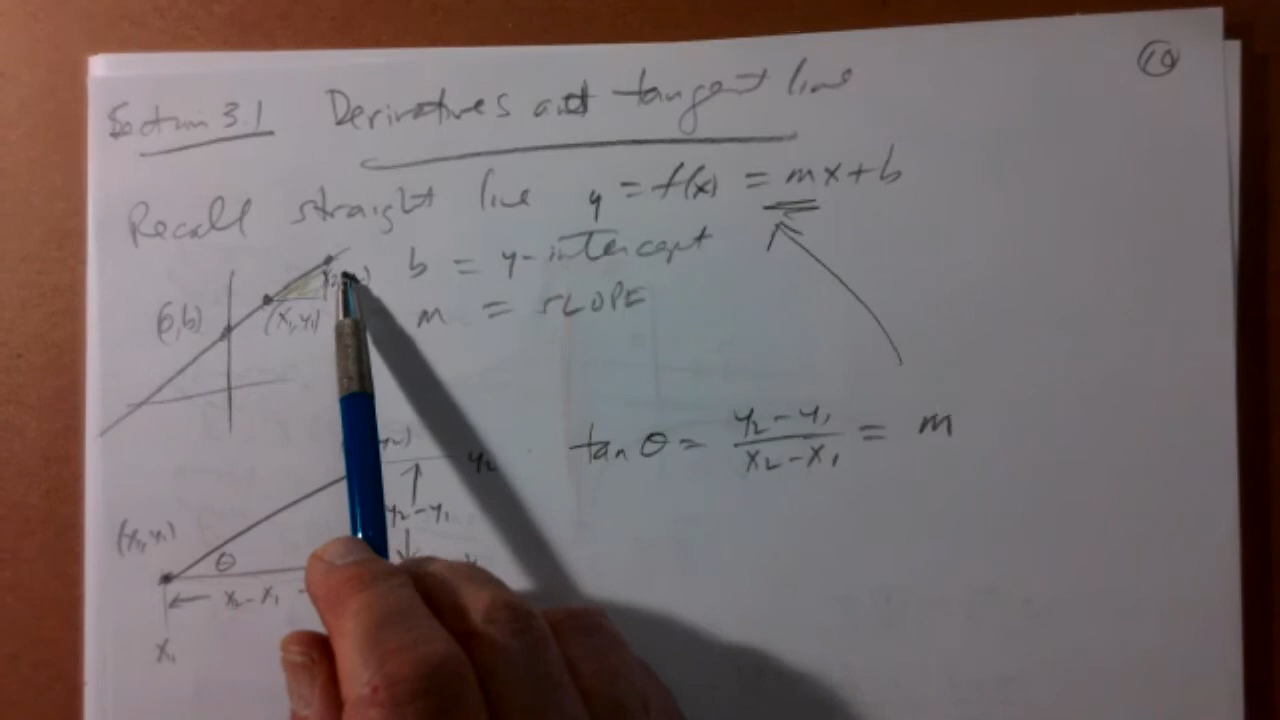 10
Section 3.1 Derivatives and tangent line
Recall straight line y = f(x) = mx + b
b = y-intercept
(0,b)
(x1, y1)
m = SLOPE
tan θ = y2 - y1 / x2 - x1 = m
y2
(x1, y1)
y2 - y1
θ
x2 - x1
x1